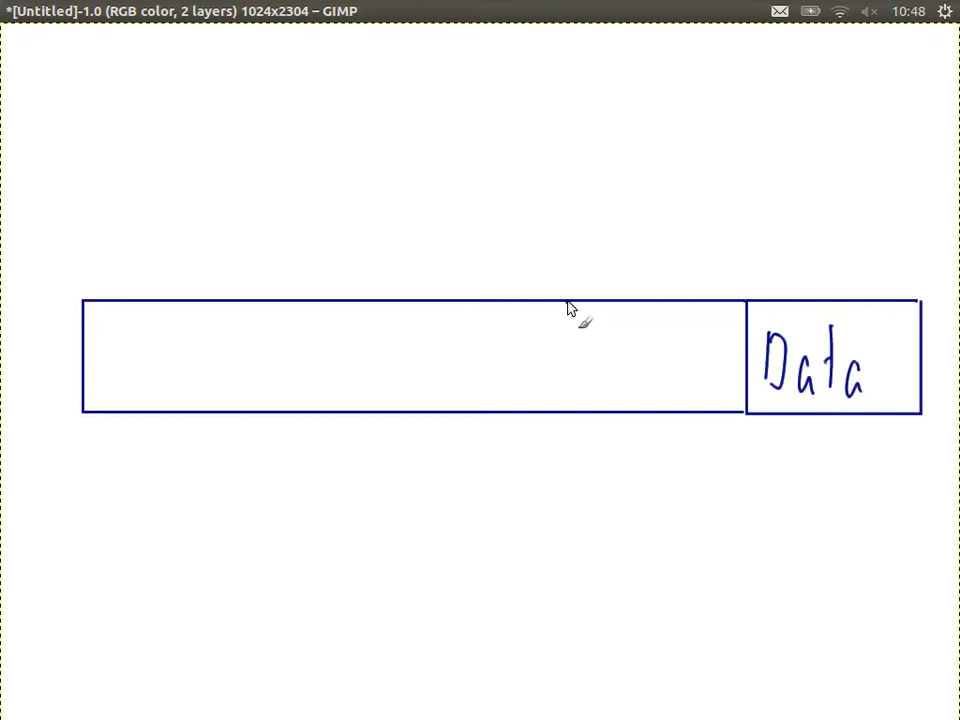 *[Untitled]-1.0 (RGB color, 2 layers) 1024x2304 – GIMP
10:48
Data